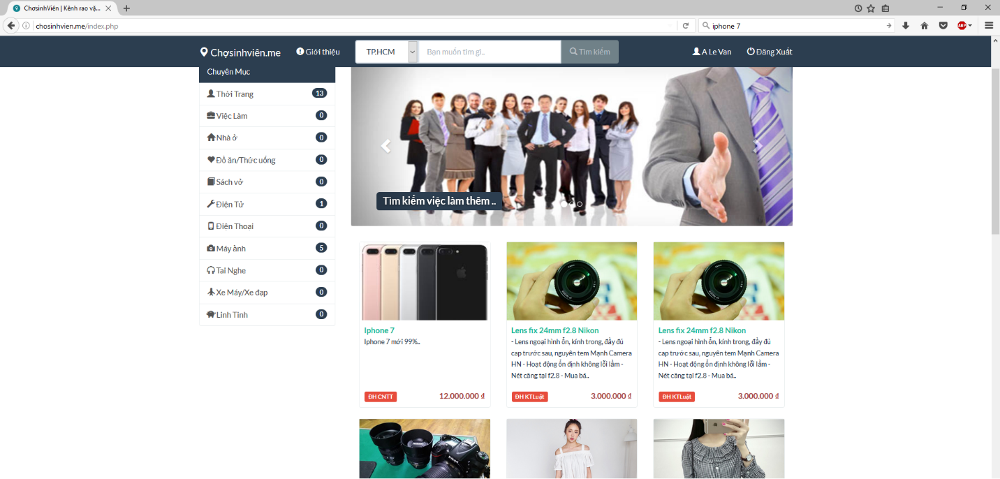 ChơsinhViên | Kênh rao vặ...
chosinhvien.me/index.php
iphone 7
ABP
Chợsinhviên.me
Giới thiệu
TP.HCM
Bạn muốn tìm gì..
Tìm kiếm
A Le Van
Đăng Xuất
Chuyên Mục
Thời Trang 13
Việc Làm 0
Nhà ở 0
Đồ ăn/Thức uống 0
Sách vở 0
Điện Tử 1
Điện Thoại 0
Máy ành 5
Tai Nghe 0
Xe Máy/Xe đạp 0
Linh Tinh 0
Tìm kiếm việc làm thêm ..
Iphone 7
Iphone 7 mới 99%..
ĐH CNTT
12.000.000 đ
Lens fix 24mm f2.8 Nikon
- Lens ngoại hình ổn, kính trong, đầy đủ
cap trước sau, nguyên tem Mạnh Camera
HN - Hoạt động ổn định không lỗi lầm -
Nét căng tại f2.8 - Mua bá..
ĐH KTLuật
3.000.000 đ
Lens fix 24mm f2.8 Nikon
- Lens ngoại hình ổn, kính trong, đầy đủ
cap trước sau, nguyên tem Mạnh Camera
HN - Hoạt động ổn định không lỗi lầm -
Nét căng tại f2.8 - Mua bá..
ĐH KTLuật
3.000.000 đ